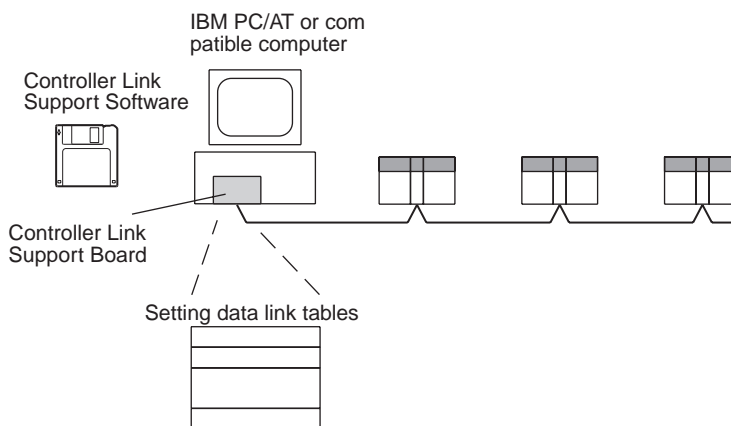 IBM PC/AT or com
patible computer
Controller Link
Support Software
Controller Link
Support Board
Setting data link tables